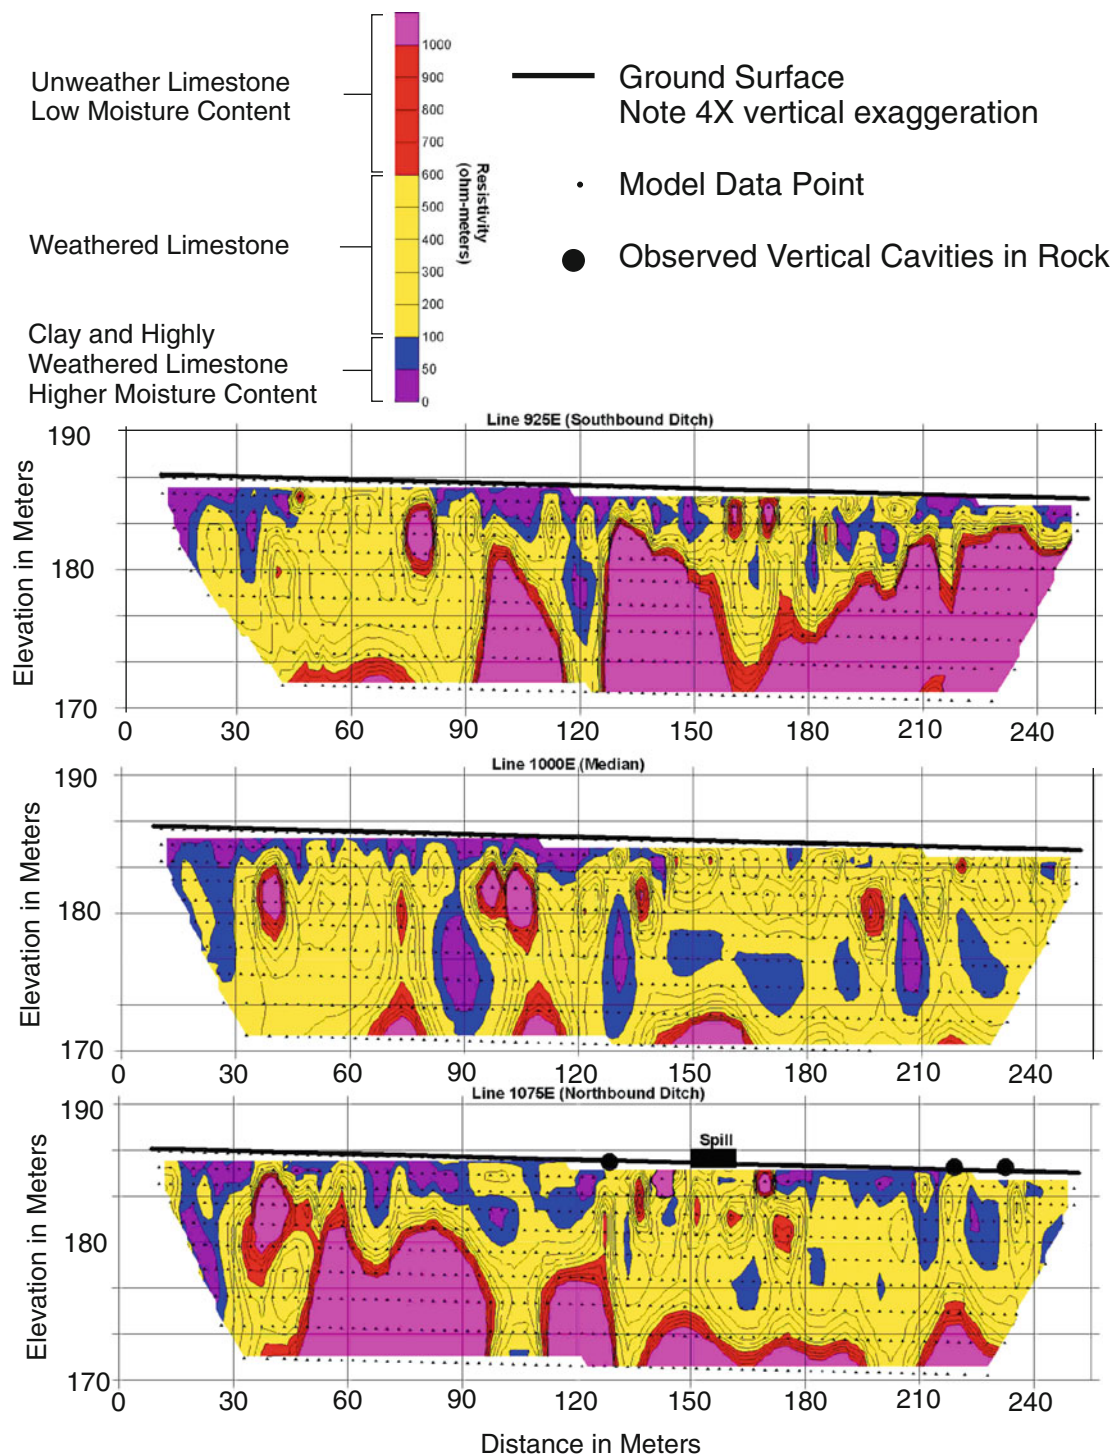 Unweather Limestone
Low Moisture Content
Weathered Limestone
Clay and Highly
Weathered Limestone
Higher Moisture Content
1000
900
800
700
600
500
400
300
200
100
50
0
Resistivity
(ohm-meters)
Ground Surface
Note 4X vertical exaggeration
Model Data Point
Observed Vertical Cavities in Rock
Line 925E (Southbound Ditch)
Elevation in Meters
190
180
170
0 30 60 90 120 150 180 210 240
Line 1000E (Median)
Elevation in Meters
190
180
170
0 30 60 90 120 150 180 210 240
Line 1075E (Northbound Ditch)
Spill
Elevation in Meters
190
180
170
0 30 60 90 120 150 180 210 240
Distance in Meters